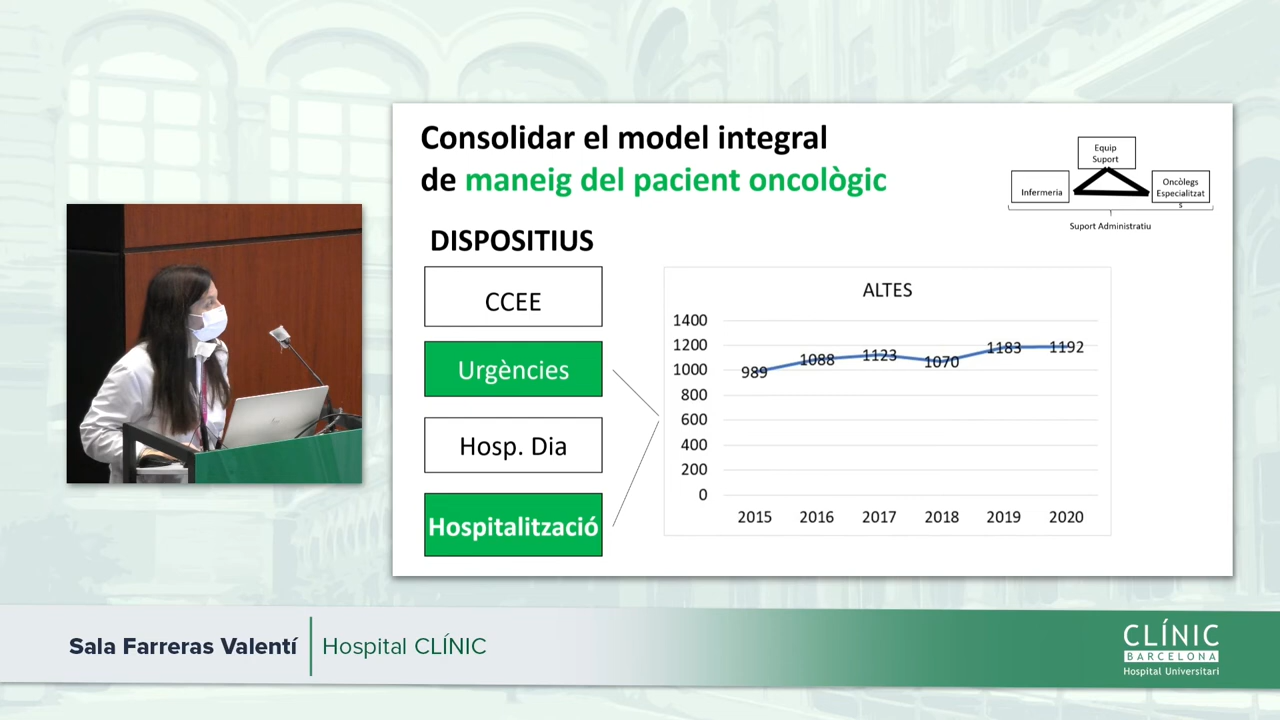 Consolidar el model integral
de maneig del pacient oncològic
Equip
Suport
Infermeria
Oncòlegs
Especialitzat
s
Suport Administratiu
DISPOSITIUS
CCEE
Urgències
Hosp. Dia
Hospitalització
ALTES
1400
1200
1000
800
600
400
200
0
989
1088
1123
1070
1183
1192
2015 2016 2017 2018 2019 2020
Sala Farreras Valentí Hospital CLÍNIC
CLÍNIC
BARCELONA
Hospital Universitari